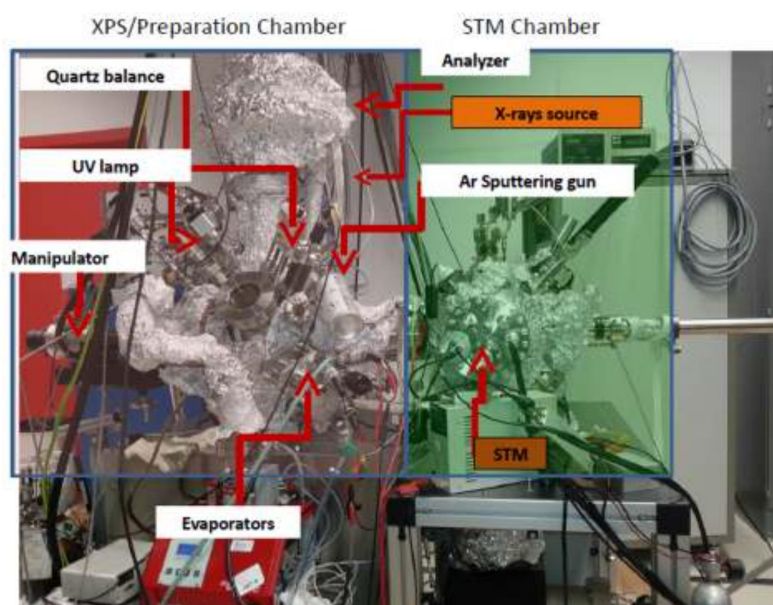 XPS/Preparation Chamber
STM Chamber
Quartz balance
Analyzer
X-rays source
UV lamp
Ar Sputtering gun
Manipulator
STM
Evaporators